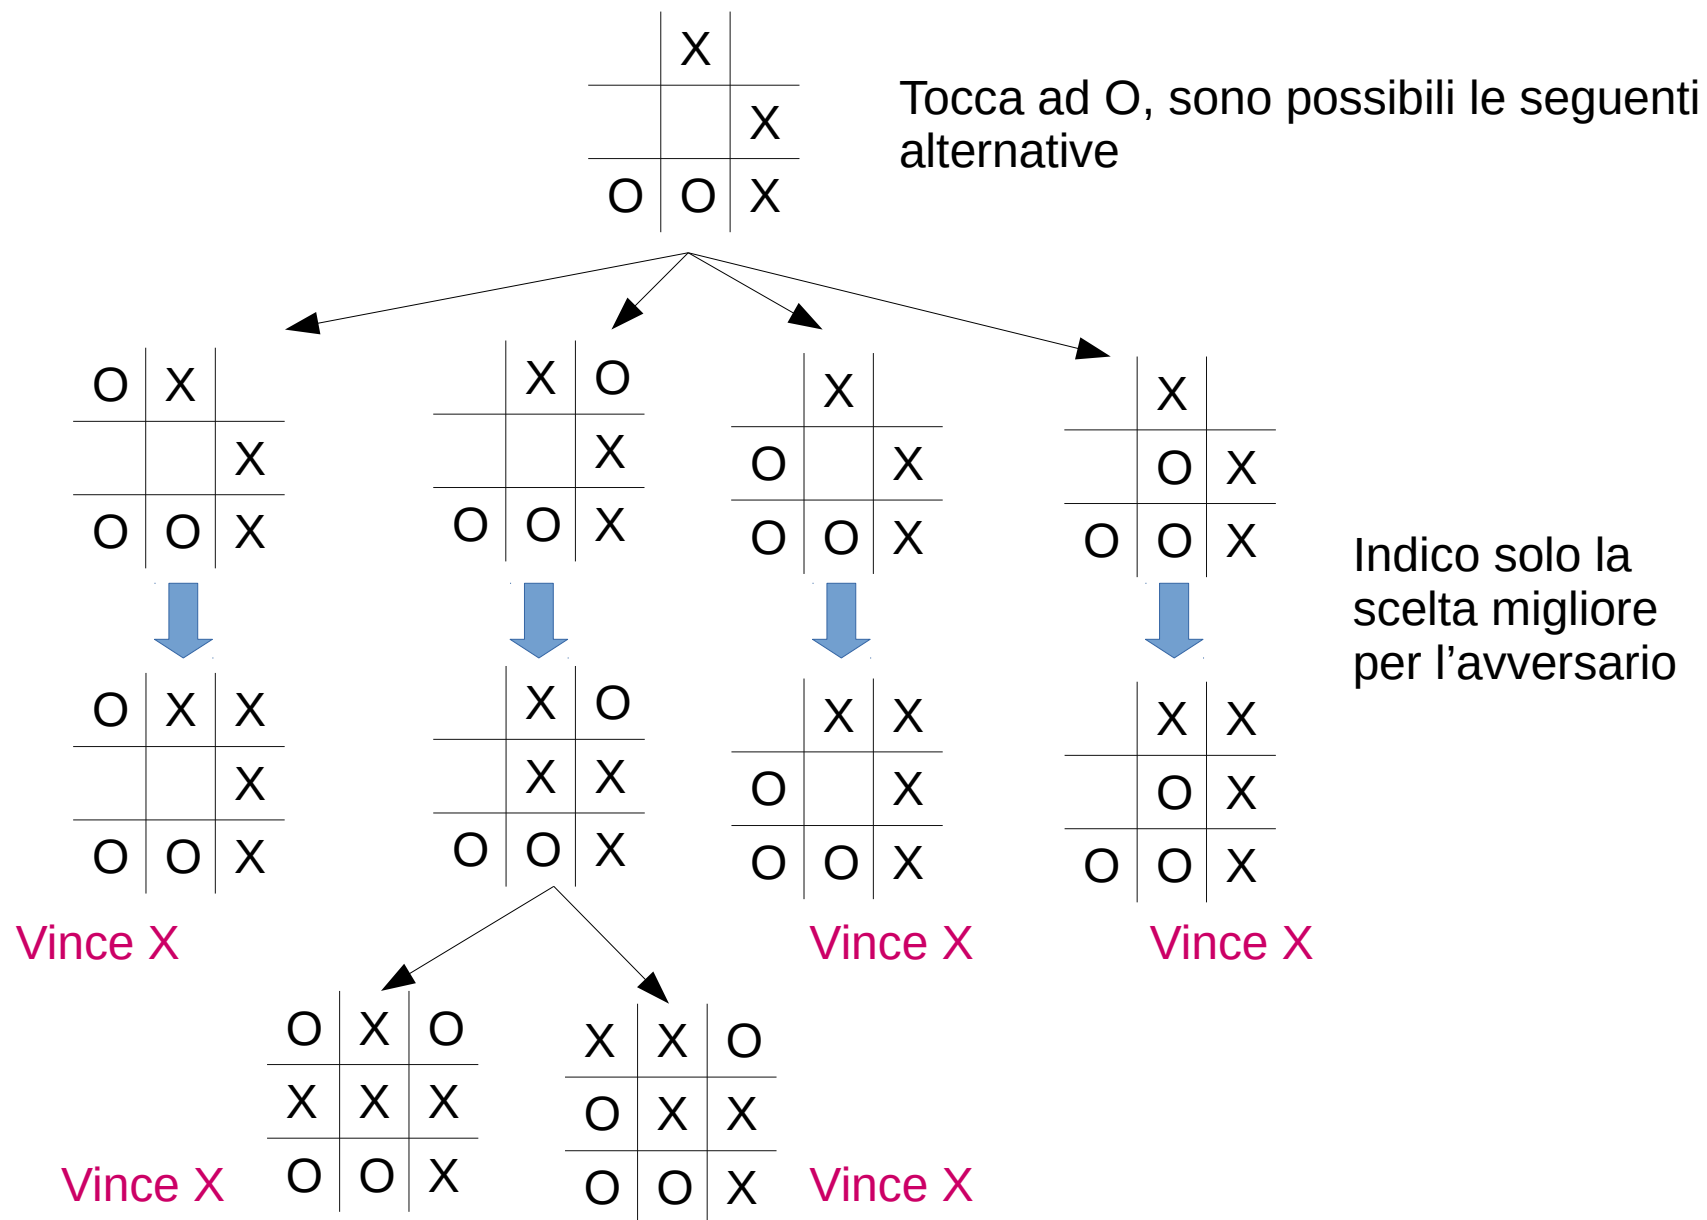 X
X
O O X
Tocca ad O, sono possibili le seguenti
alternative
O X
X
O O X
X O
X
O O X
X
O X
O O X
X
O X
O O X
Indico solo la
scelta migliore
per l'avversario
O X X
X
O O X
X O
X X
O O X
X X
O X
O O X
X X
O X
O O X
Vince X
Vince X
Vince X
O X O
X X X
O O X
X X O
O X X
O O X
Vince X
Vince X